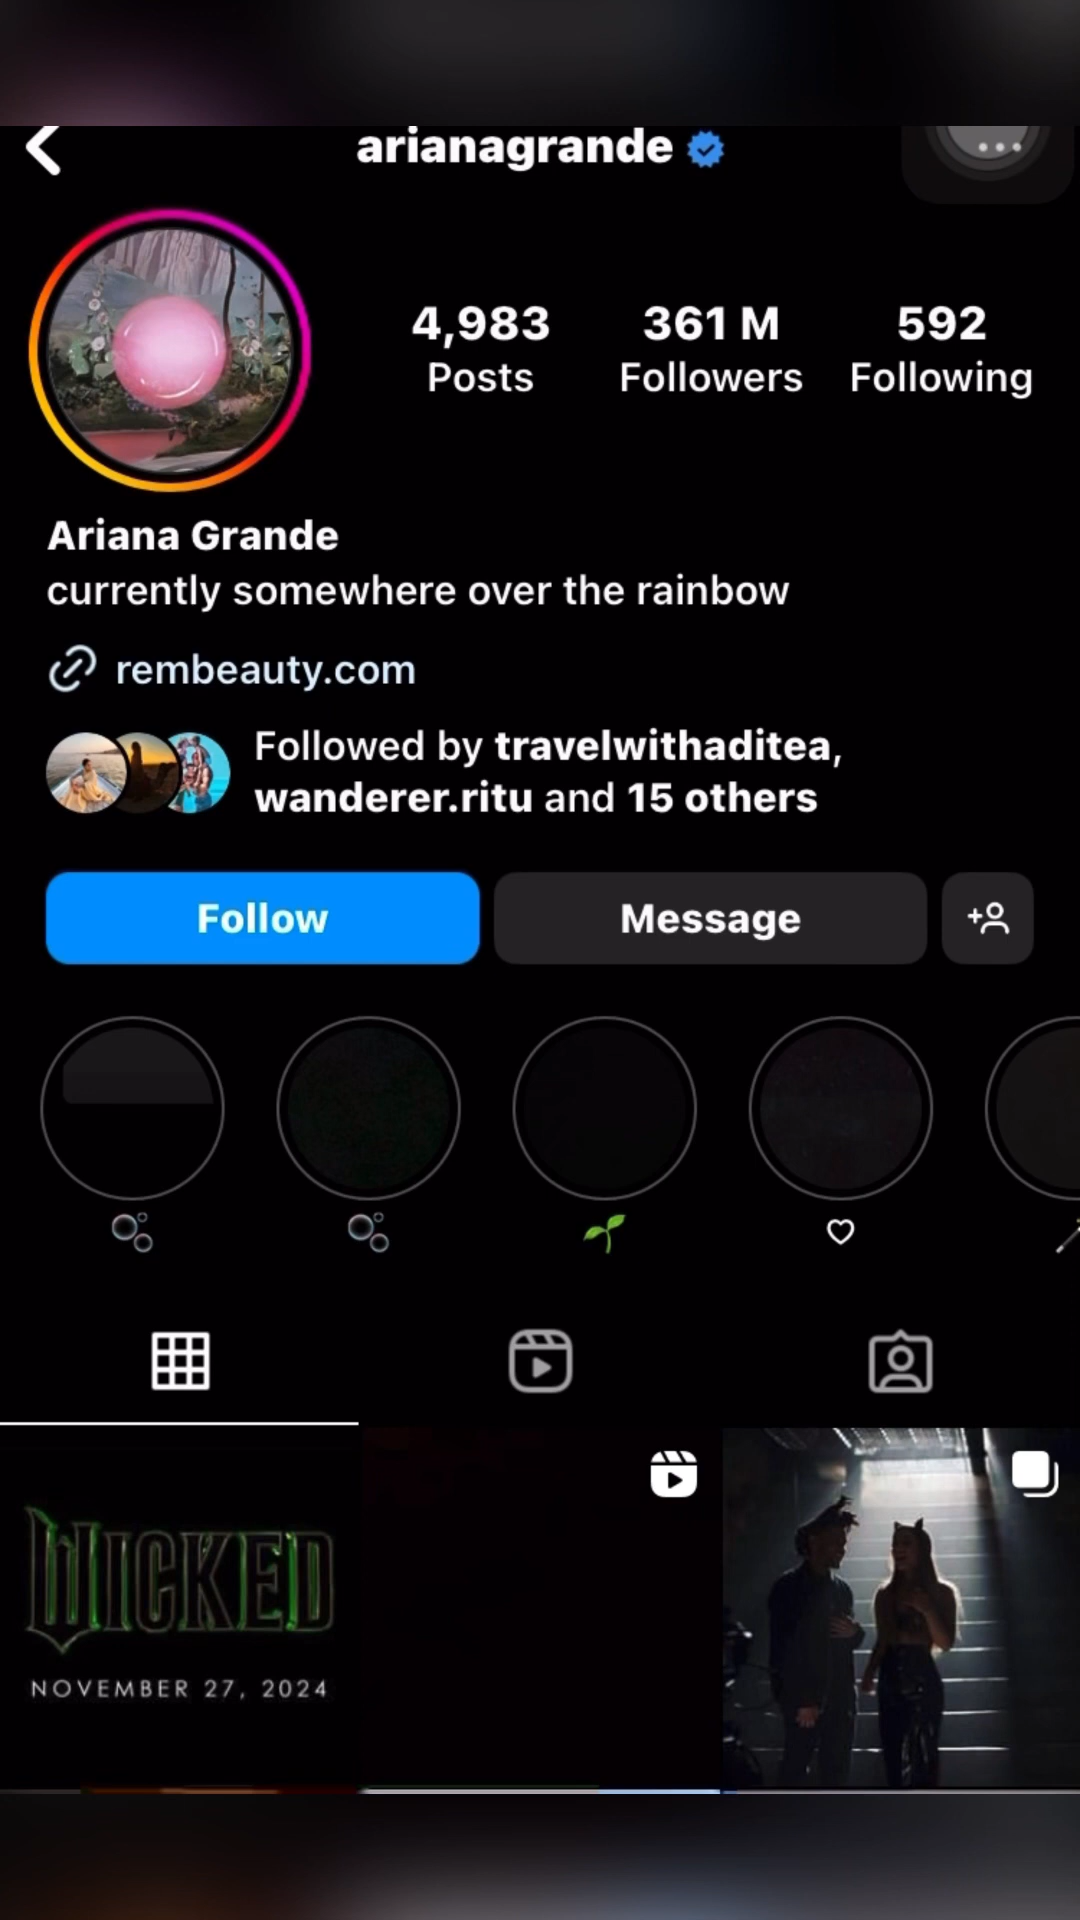 arianagrande
4,983
Posts
361 M
Followers
592
Following
Ariana Grande
currently somewhere over the rainbow
rembeauty.com
Followed by travelwithaditea,
wanderer.ritu and 15 others
Follow
Message
WICKED
NOVEMBER 27, 2024